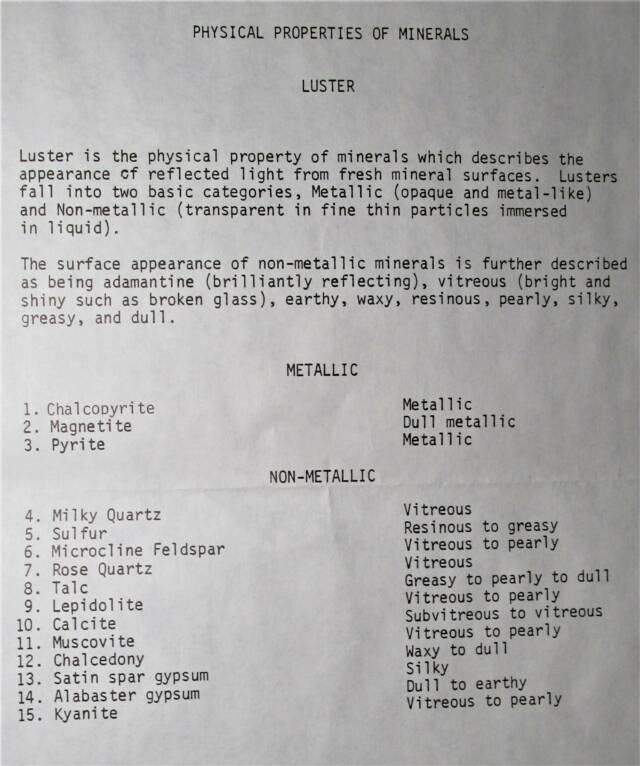 PHYSICAL PROPERTIES OF MINERALS
LUSTER
Luster is the physical property of minerals which describes the
appearance of reflected light from fresh mineral surfaces. Lusters
fall into two basic categories, Metallic (opaque and metal-like)
and Non-metallic (transparent in fine thin particles immersed
in liquid).
The surface appearance of non-metallic minerals is further described
as being adamantine (brilliantly reflecting), vitreous (bright and
shiny such as broken glass), earthy, waxy, resinous, pearly, silky,
greasy, and dull.
METALLIC
1. Chalcopyrite Metallic
2. Magnetite Dull metallic
3. Pyrite Metallic
NON-METALLIC
4. Milky Quartz Vitreous
5. Sulfur Resinous to greasy
6. Microcline Feldspar Vitreous to pearly
7. Rose Quartz Vitreous
8. Talc Greasy to pearly to dull
9. Lepidolite Vitreous to pearly
10. Calcite Subvitreous to vitreous
11. Muscovite Vitreous to pearly
12. Chalcedony Waxy to dull
13. Satin spar gypsum Silky
14. Alabaster gypsum Dull to earthy
15. Kyanite Vitreous to pearly